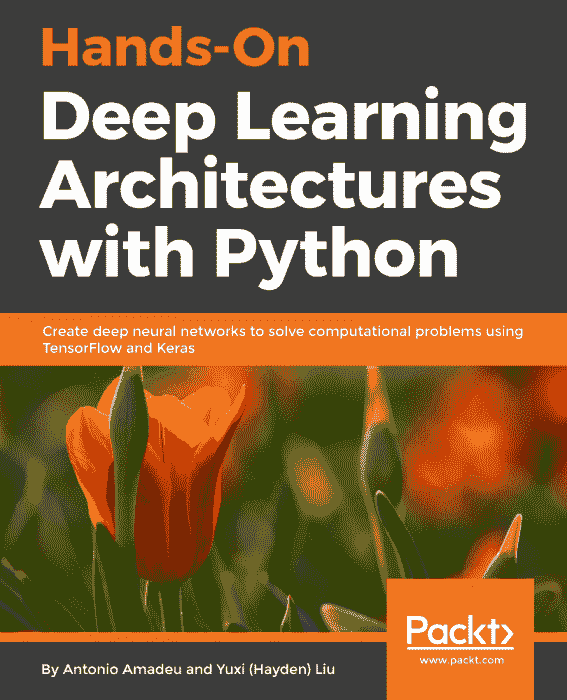 Hands-On
Deep Learning
Architectures
with Python
Create deep neural networks to solve computational problems using
TensorFlow and Keras
Packt>
www.packt.com
By Antonio Amadeu and Yuxi (Hayden) Liu